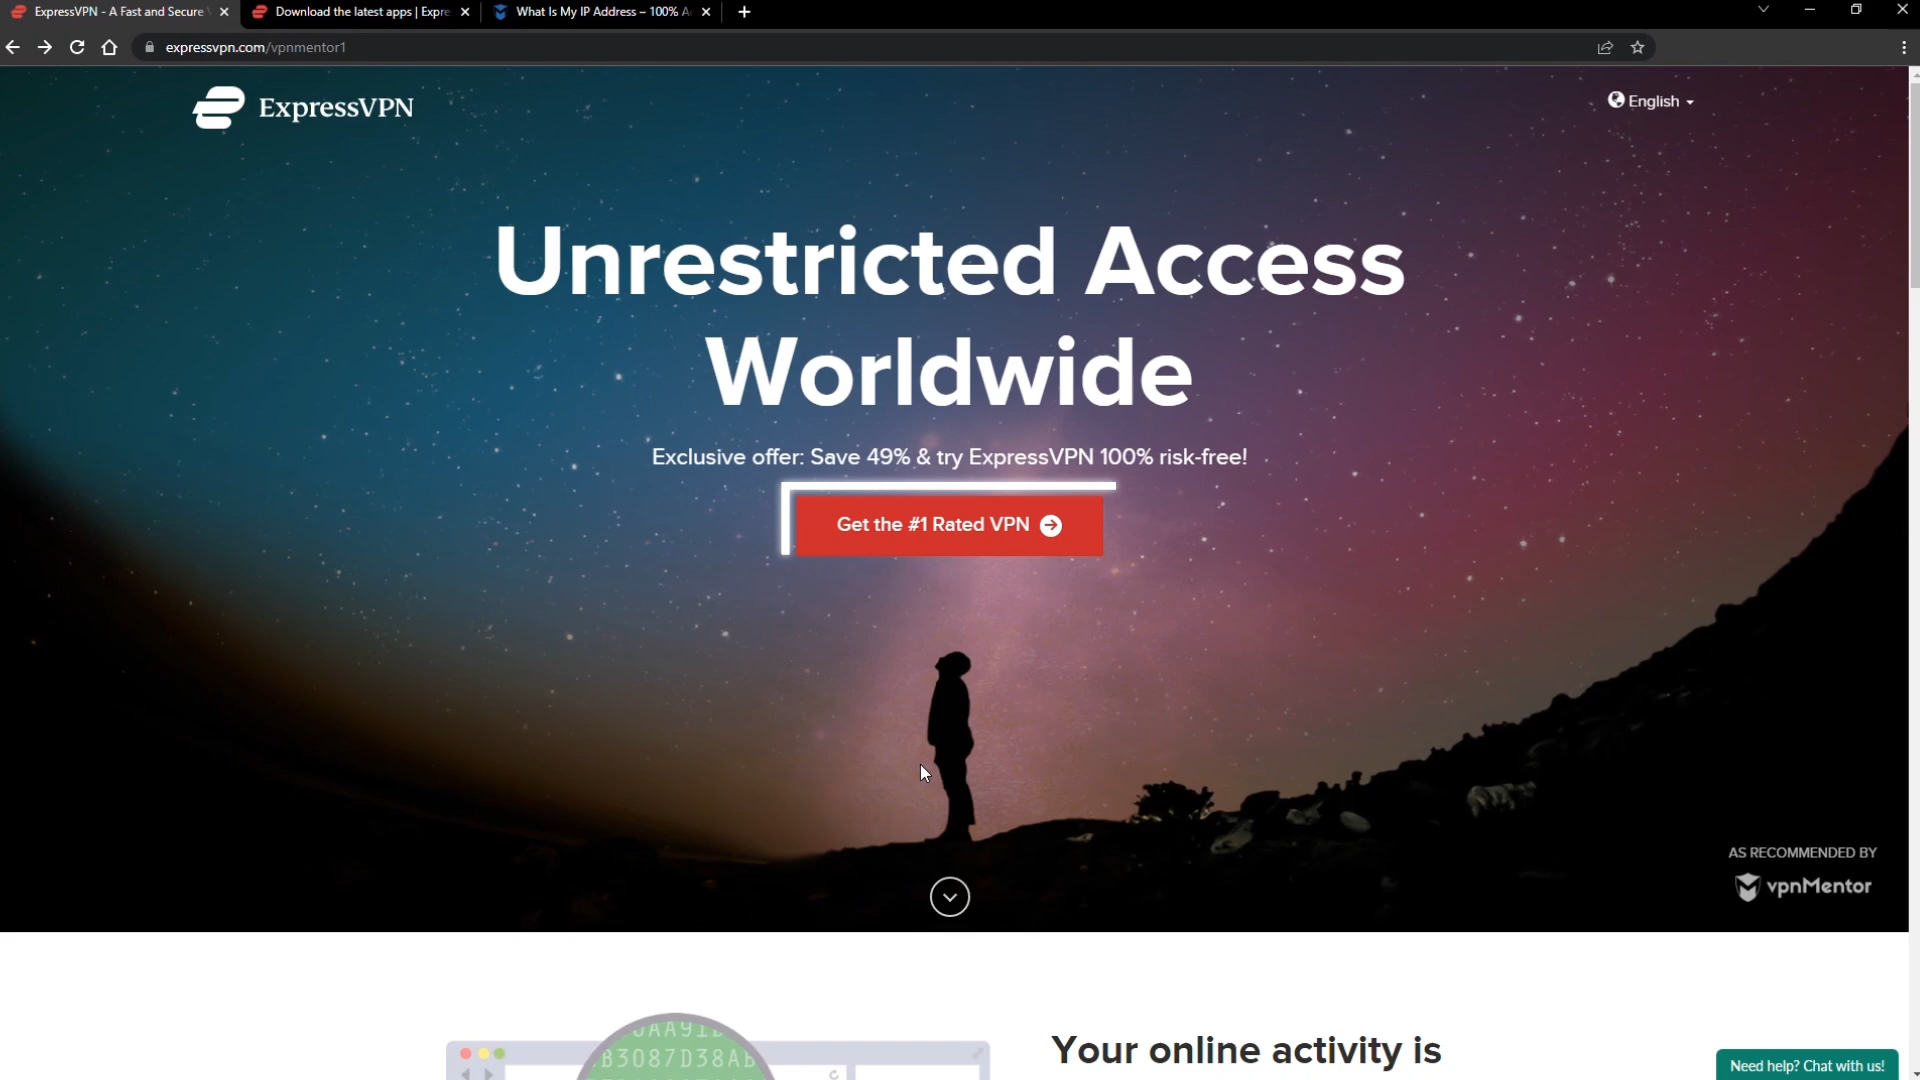 ExpressVPN - A Fast and Secure
Download the latest apps | Expre
What Is My IP Address – 100% A
expressvpn.com/vpnmentor1
ExpressVPN
English
Unrestricted Access
Worldwide
Exclusive offer: Save 49% & try ExpressVPN 100% risk-free!
Get the #1 Rated VPN
AS RECOMMENDED BY
vpnMentor
B3087D38AB
Your online activity is
Need help? Chat with us!